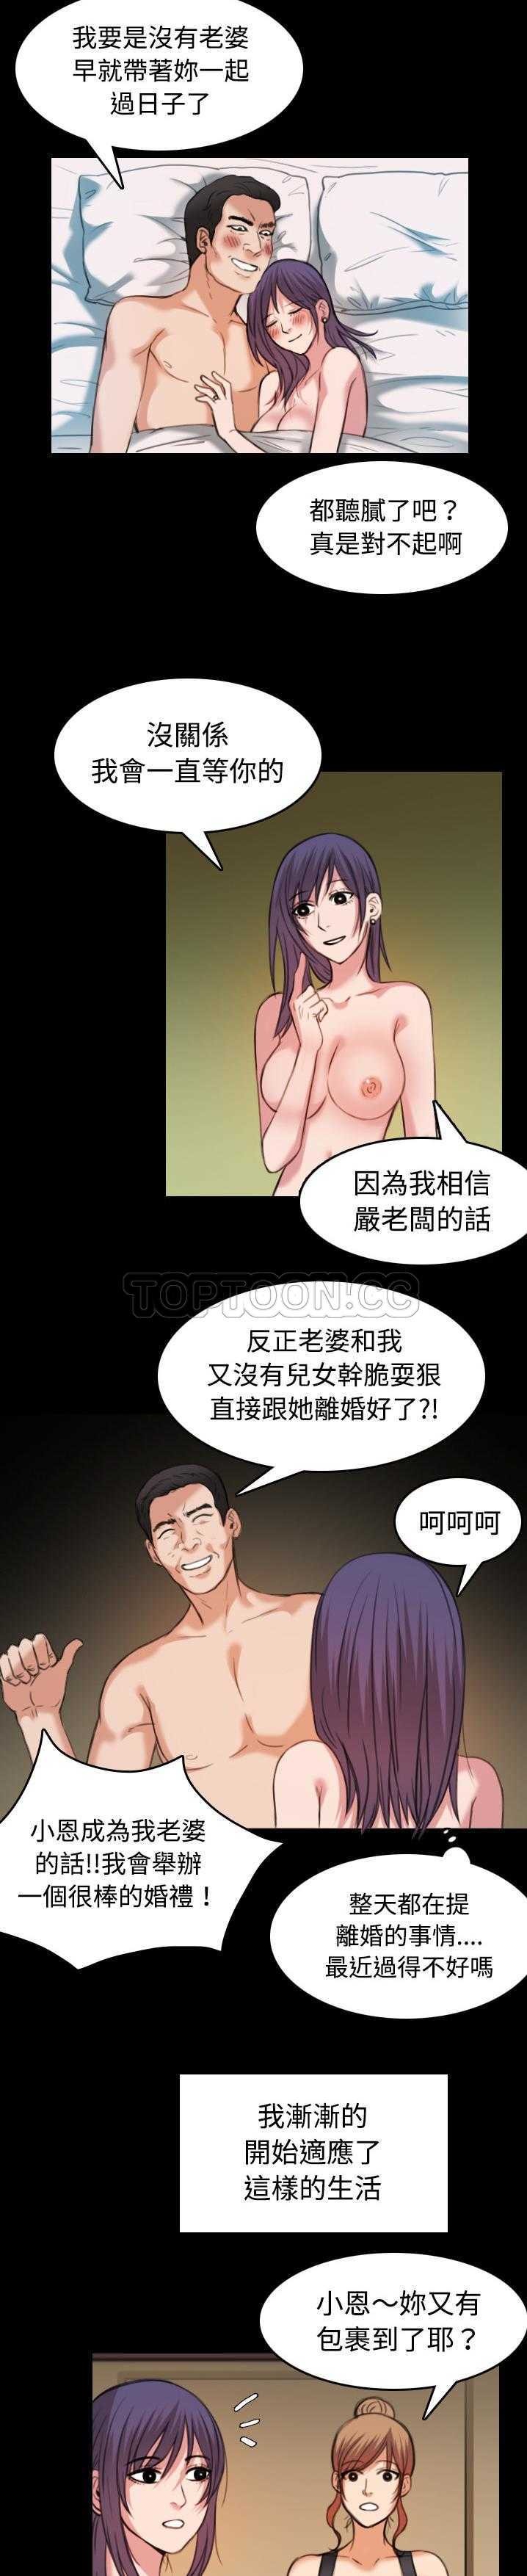 我要是沒有老婆
早就帶著妳一起
過日子了
都聽膩了吧？
真是對不起啊
沒關係
我會一直等你的
因為我相信
嚴老闆的話
TOPTOON.CC
反正老婆和我
又沒有兒女幹脆耍狠
直接跟她離婚好了?!
呵呵呵
小恩成為我老婆
的話!!我會舉辦
一個很棒的婚禮！
整天都在提
離婚的事情....
最近過得不好嗎
我漸漸的
開始適應了
這樣的生活
小恩～妳又有
包裹到了耶？